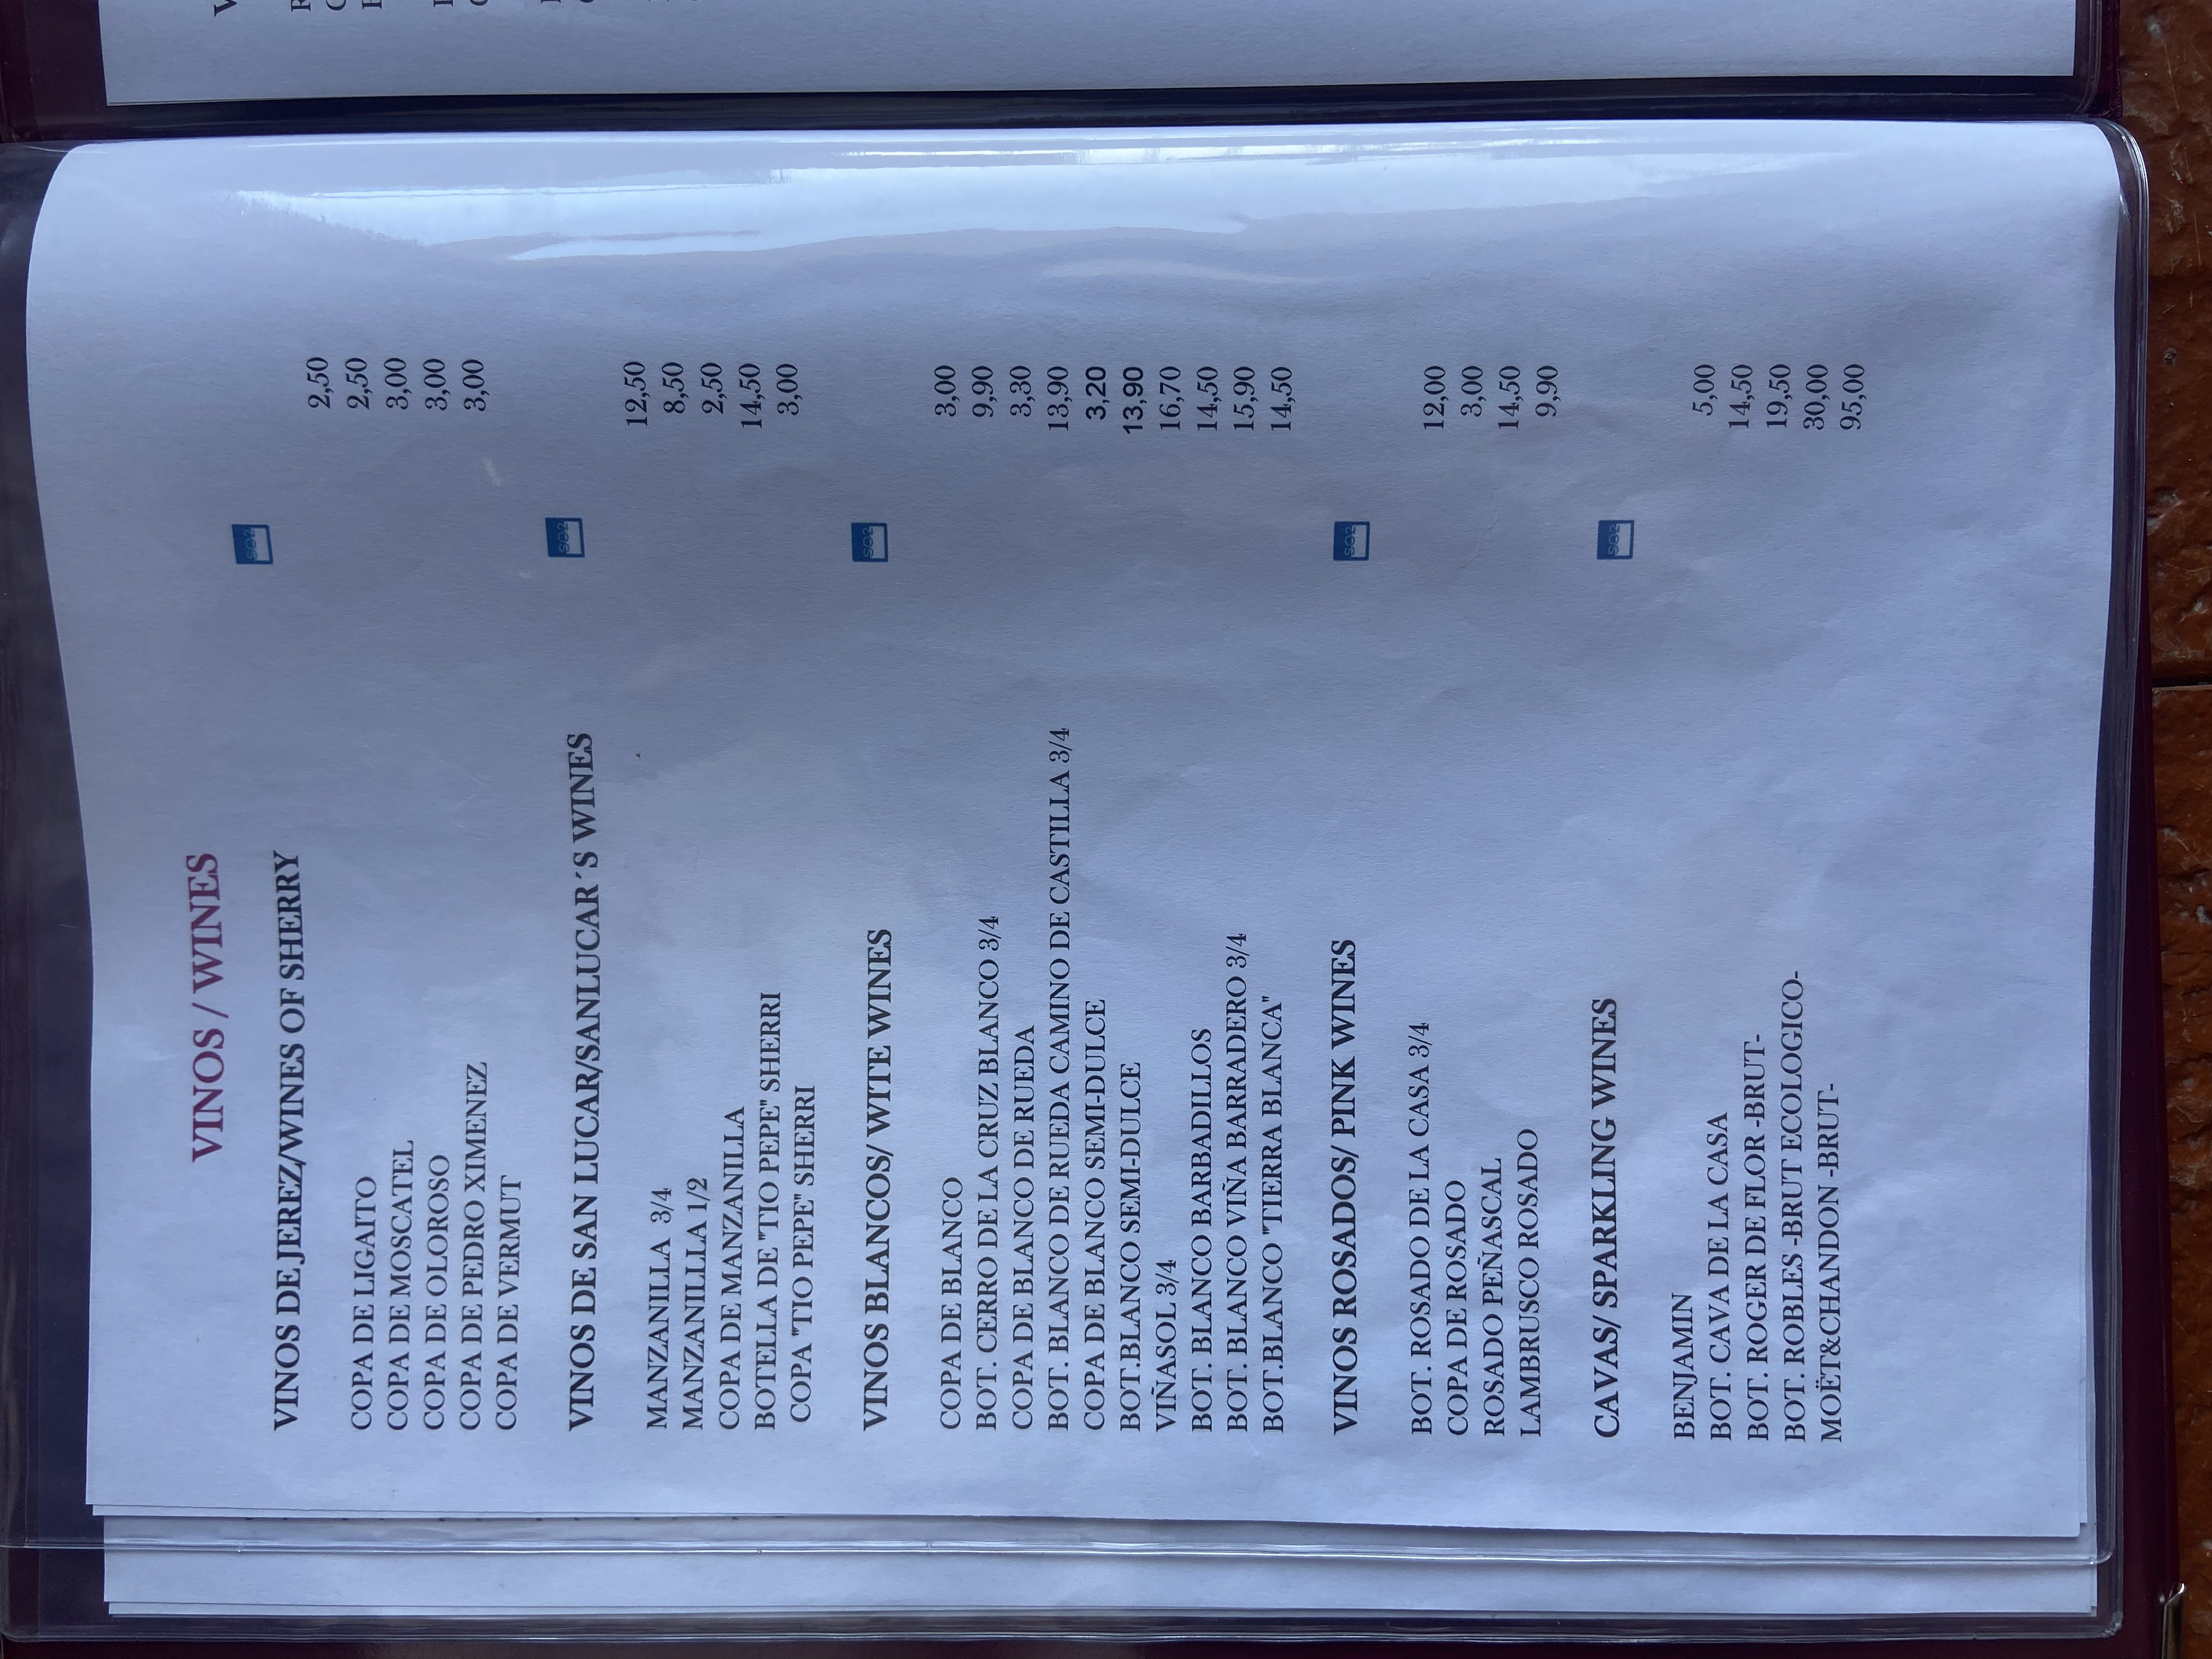 VINOS / WINES
VINOS DE JEREZ/WINES OF SHERRY SO2
COPA DE LIGAITO 2,50
COPA DE MOSCATEL 2,50
COPA DE OLOROSO 3,00
COPA DE PEDRO XIMENEZ 3,00
COPA DE VERMUT 3,00
VINOS DE SAN LUCAR/SANLUCAR´S WINES SO2
MANZANILLA 3/4 12,50
MANZANILLLA 1/2 8,50
COPA DE MANZANILLA 2,50
BOTELLA DE "TIO PEPE" SHERRI 14,50
COPA "TIO PEPE" SHERRI 3,00
VINOS BLANCOS/ WITE WINES SO2
COPA DE BLANCO 3,00
BOT. CERRO DE LA CRUZ BLANCO 3/4 9,90
COPA DE BLANCO DE RUEDA 3,30
BOT. BLANCO DE RUEDA CAMINO DE CASTILLA 3/4 13,90
COPA DE BLANCO SEMI-DULCE 3,20
BOT.BLANCO SEMI-DULCE 13,90
VIÑASOL 3/4 16,70
BOT. BLANCO BARBADILLOS 14,50
BOT. BLANCO VIÑA BARRADERO 3/4 15,90
BOT.BLANCO "TIERRA BLANCA" 14,50
VINOS ROSADOS/ PINK WINES SO2
BOT. ROSADO DE LA CASA 3/4 12,00
COPA DE ROSADO 3,00
ROSADO PEÑASCAL 14,50
LAMBRUSCO ROSADO 9,90
CAVAS/ SPARKLING WINES SO2
BENJAMIN 5,00
BOT. CAVA DE LA CASA 14,50
BOT. ROGER DE FLOR -BRUT- 19,50
BOT. ROBLES -BRUT ECOLOGICO- 30,00
MOËT&CHANDON -BRUT- 95,00